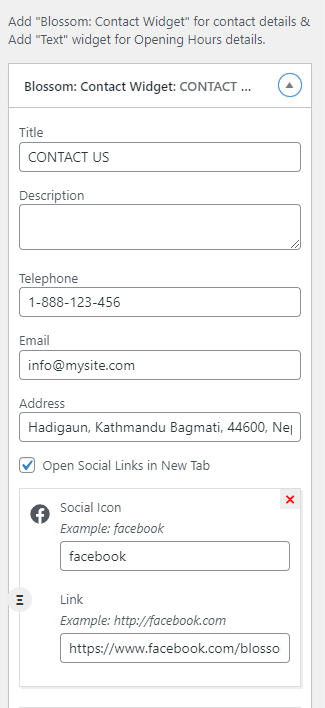 Add "Blossom: Contact Widget" for contact details &
Add "Text" widget for Opening Hours details.
Blossom: Contact Widget: CONTACT ...
Title
CONTACT US
Description
Telephone
1-888-123-456
Email
info@mysite.com
Address
Hadigaun, Kathmandu Bagmati, 44600, Nep
Open Social Links in New Tab
Social Icon
Example: facebook
facebook
Link
Example: http://facebook.com
https://www.facebook.com/blosso